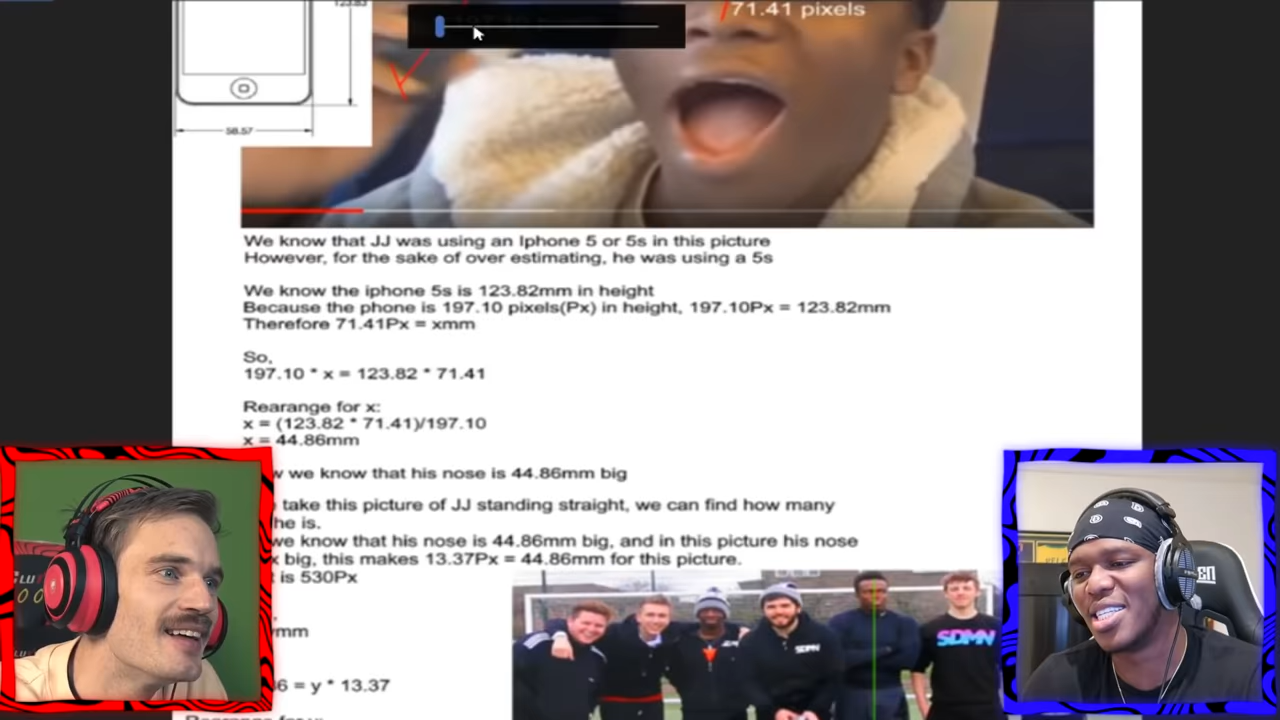 123.82
71.41 pixels
58.57
We know that JJ was using an Iphone 5 or 5s in this picture
However, for the sake of over estimating, he was using a 5s
We know the iphone 5s is 123.82mm in height
Because the phone is 197.10 pixels(Px) in height, 197.10Px = 123.82mm
Therefore 71.41Px = xmm
So,
197.10 * x = 123.82 * 71.41
Rearange for x:
x = (123.82 * 71.41)/197.10
x = 44.86mm
w we know that his nose is 44.86mm big
take this picture of JJ standing straight, we can find how many
he is.
we know that his nose is 44.86mm big, and in this picture his nose
x big, this makes 13.37Px = 44.86mm for this picture.
is 530Px
mm
6 = y * 13.37
SDMN
SDMN